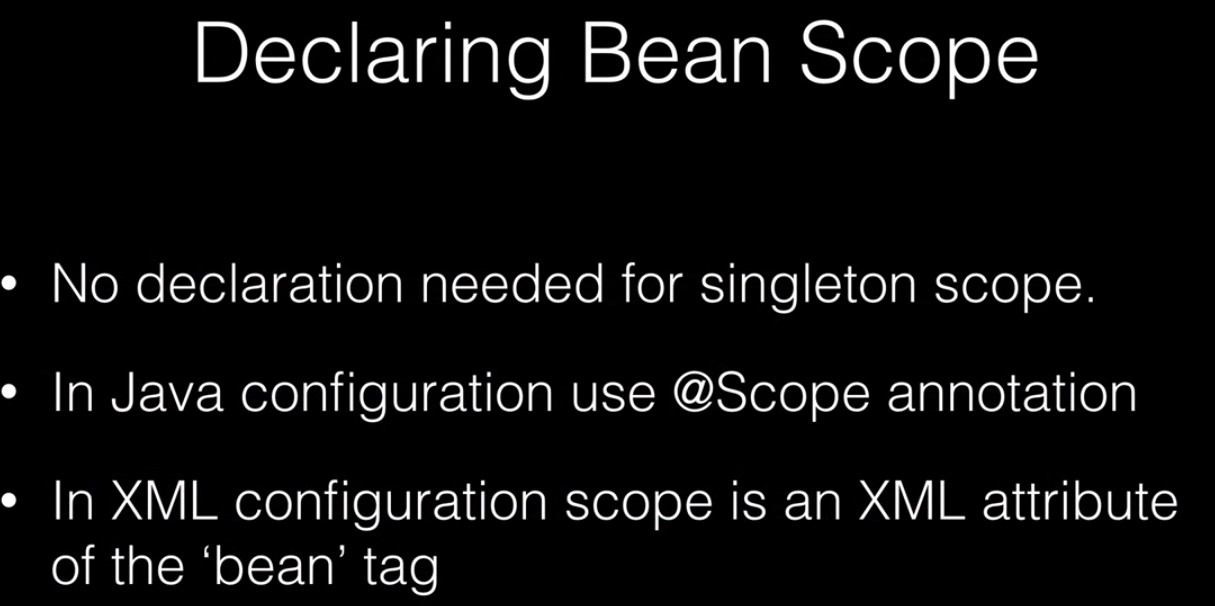 Declaring Bean Scope
• No declaration needed for singleton scope.
• In Java configuration use @Scope annotation
• In XML configuration scope is an XML attribute
of the ‘bean’ tag